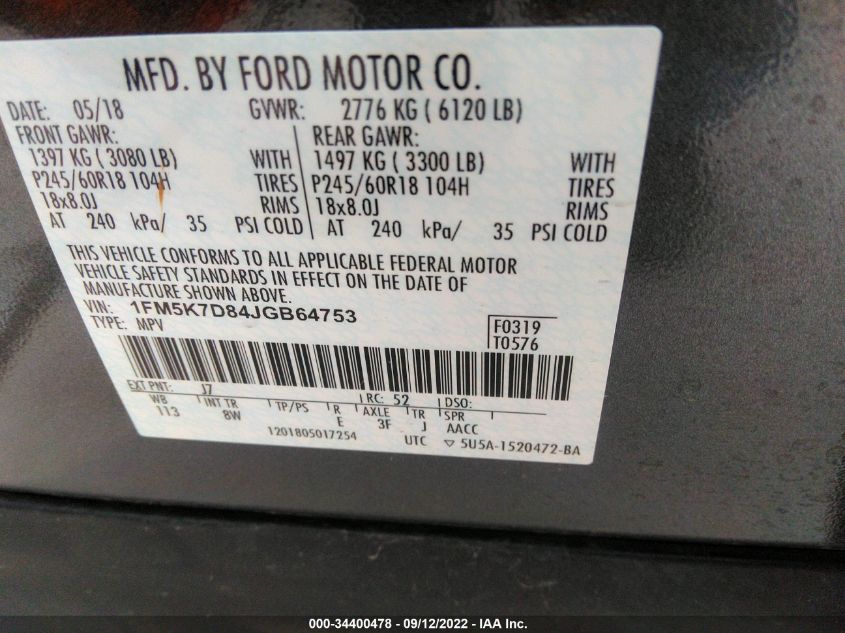 MFD. BY FORD MOTOR CO.
DATE: 05/18 GVWR: 2776 KG ( 6120 LB)
FRONT GAWR: REAR GAWR:
1397 KG ( 3080 LB) WITH 1497 KG ( 3300 LB) WITH
P245/60R18 104H TIRES P245/60R18 104H TIRES
18x8.0J RIMS 18x8.0J RIMS
AT 240 kPa/ 35 PSI COLD AT 240 kPa/ 35 PSI COLD
THIS VEHICLE CONFORMS TO ALL APPLICABLE FEDERAL MOTOR
VEHICLE SAFETY STANDARDS IN EFFECT ON THE DATE OF
MANUFACTURE SHOWN ABOVE.
VIN: 1FM5K7D84JGB64753
TYPE: MPV
F0319
T0576
EXT PNT: J7 RC: 52 DSO:
WB INT TR TP/PS R AXLE TR SPR
113 8W E 3F J AACC
1201805017254 UTC ▽ 5U5A-1520472-BA
000-34400478 - 09/12/2022 - IAA Inc.